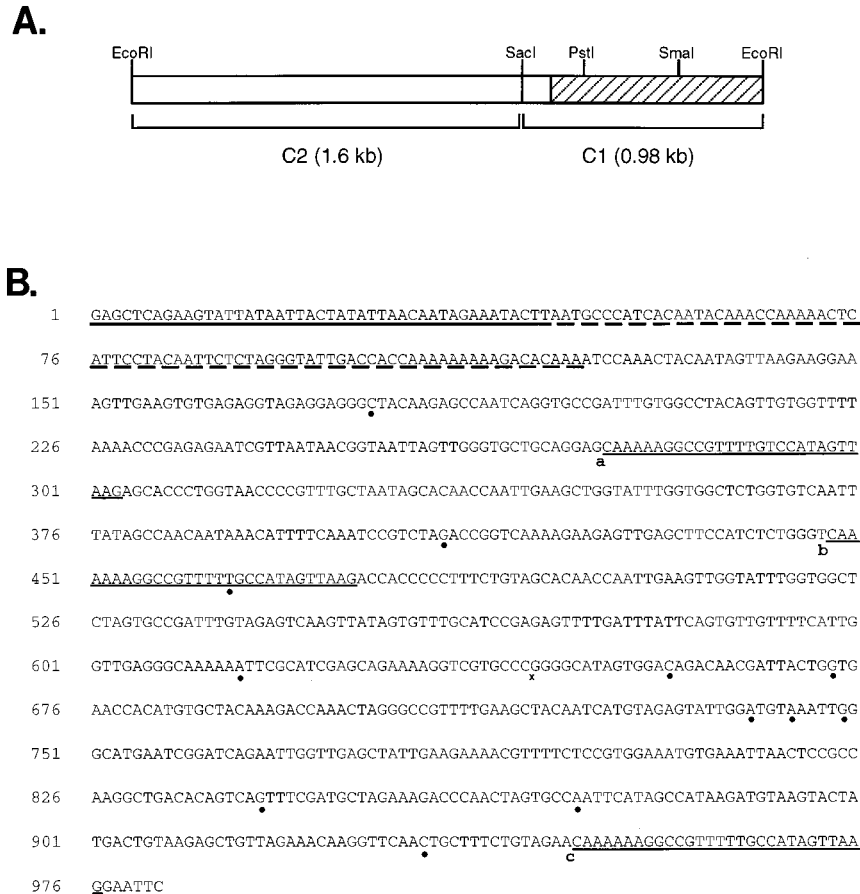 A.
EcoRI SacI PstI SmaI EcoRI
C2 (1.6 kb) C1 (0.98 kb)
B.
1 GAGCTCAGAAGTATTATAATTACTATATTAACAATAGAAATACTTAATGCCCATCACAATACAAACCAAAAACTC
76 ATTCCTACAATTCTCTAGGGTATTGACCACCAAAAAAAAAGACACAAAATCCAAACTACAATAGTTAAGAAGGAA
151 AGTTGAAGTGTGAGAGGTAGAGGAGGGCTACAAGAGCCAATCAGGTGCCGATTTGTGGCCTACAGTTGTGGTTTT
226 AAAACCCGAGAGAATCGTTAATAACGGTAATTAGTTGGGTGCTGCAGGAGCAAAAAGGCCGTTTTGTCCATAGTT
a
301 AAGAGCACCCTGGTAACCCCGTTTGCTAATAGCACAACCAATTGAAGCTGGTATTTGGTGGCTCTGGTGTCAATT
376 TATAGCCAACAATAAACATTTTCAAATCCGTCTAGACCGGTCAAAAGAAGAGTTGAGCTTCCATCTCTGGGTCAA
b
451 AAAAGGCCGTTTTTGCCATAGTTAAGACCACCCCCTTTCTGTAGCACAACCAATTGAAGTTGGTATTTGGTGGCT
526 CTAGTGCCGATTTGTAGAGTCAAGTTATAGTGTTTGCATCCGAGAGTTTTGATTTATTCAGTGTTGTTTTCATTG
601 GTTGAGGGCAAAAAATTCGCATCGAGCAGAAAAGGTCGTGCCCGGGGCATAGTGGACAGACAACGATTACTGGTG
x
676 AACCACATGTGCTACAAAGACCAAACTAGGGCCGTTTTGAAGCTACAATCATGTAGAGTATTGGATGTAAATTGG
751 GCATGAATCGGATCAGAATTGGTTGAGCTATTGAAGAAAACGTTTTCTCCGTGGAAATGTGAAATTAACTCCGCC
826 AAGGCTGACACAGTCAGTTTCGATGCTAGAAAGACCCAACTAGTGCCAATTCATAGCCATAAGATGTAAGTACTA
901 TGACTGTAAGAGCTGTTAGAAACAAGGTTCAACTGCTTTCTGTAGAACAAAAAAGGCCGTTTTTGCCATAGTTAA
c
976 GGAATTC